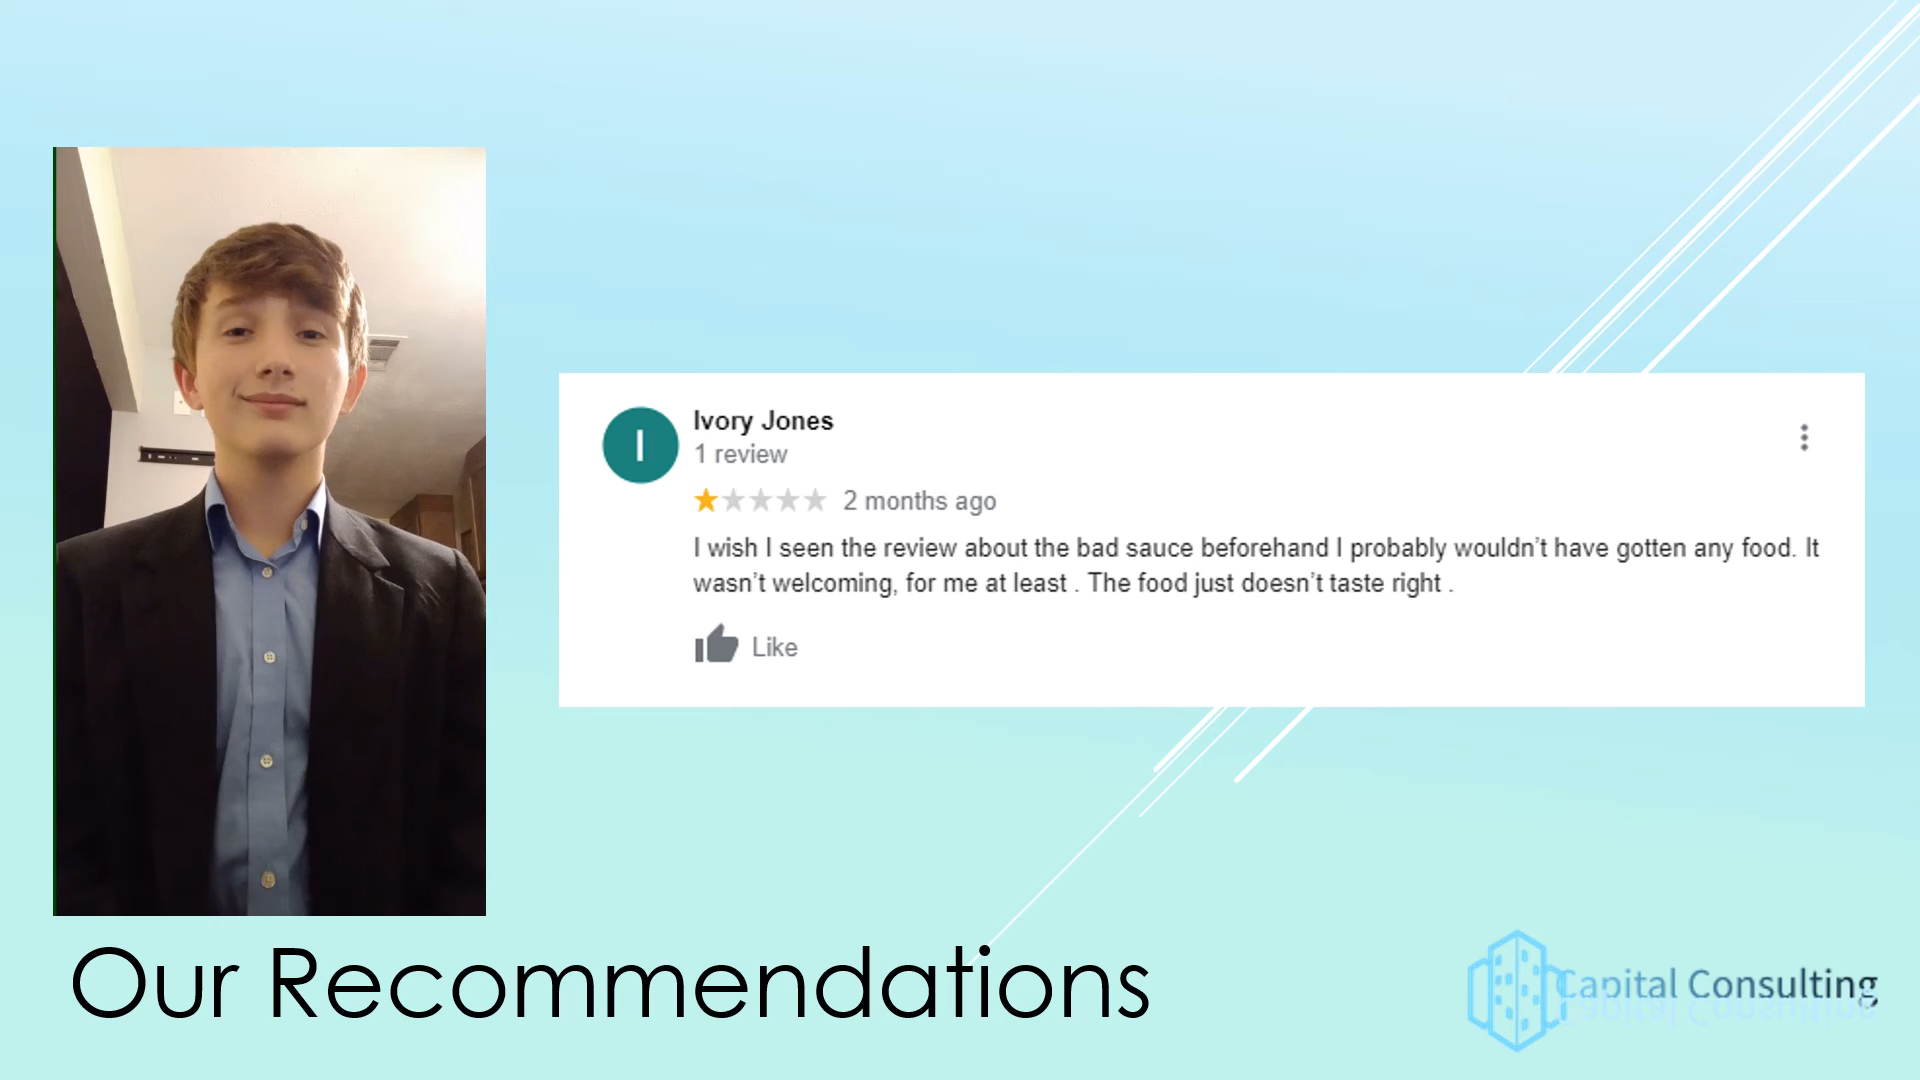 Ivory Jones
1 review
2 months ago
I wish I seen the review about the bad sauce beforehand I probably wouldn’t have gotten any food. It
wasn’t welcoming, for me at least . The food just doesn’t taste right .
Like
Our Recommendations
Capital Consulting